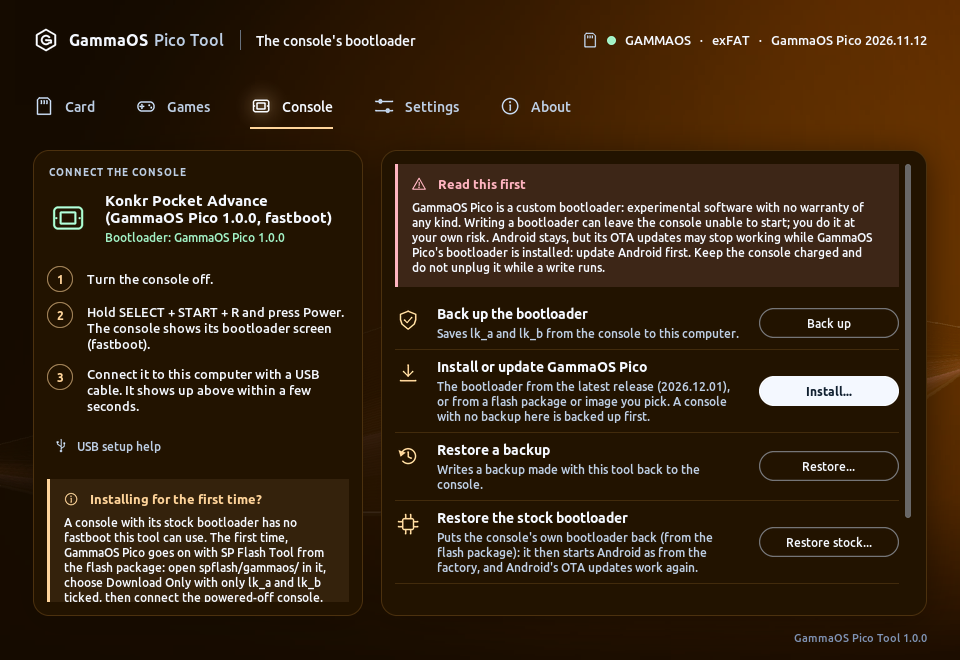 GammaOS Pico Tool
The console's bootloader
GAMMAOS · exFAT · GammaOS Pico 2026.11.12
Card
Games
Console
Settings
About
CONNECT THE CONSOLE
Konkr Pocket Advance
(GammaOS Pico 1.0.0, fastboot)
Bootloader: GammaOS Pico 1.0.0
1
Turn the console off.
2
Hold SELECT + START + R and press Power.
The console shows its bootloader screen
(fastboot).
3
Connect it to this computer with a USB
cable. It shows up above within a few
seconds.
USB setup help
Installing for the first time?
A console with its stock bootloader has no
fastboot this tool can use. The first time,
GammaOS Pico goes on with SP Flash Tool from
the flash package: open spflash/gammaos/ in it,
choose Download Only with only lk_a and lk_b
ticked, then connect the powered-off console.
Read this first
GammaOS Pico is a custom bootloader: experimental software with no warranty of
any kind. Writing a bootloader can leave the console unable to start; you do it at
your own risk. Android stays, but its OTA updates may stop working while GammaOS
Pico's bootloader is installed: update Android first. Keep the console charged and
do not unplug it while a write runs.
Back up the bootloader
Saves lk_a and lk_b from the console to this computer.
Back up
Install or update GammaOS Pico
The bootloader from the latest release (2026.12.01),
or from a flash package or image you pick. A console
with no backup here is backed up first.
Install...
Restore a backup
Writes a backup made with this tool back to the
console.
Restore...
Restore the stock bootloader
Puts the console's own bootloader back (from the
flash package): it then starts Android as from the
factory, and Android's OTA updates work again.
Restore stock...
GammaOS Pico Tool 1.0.0